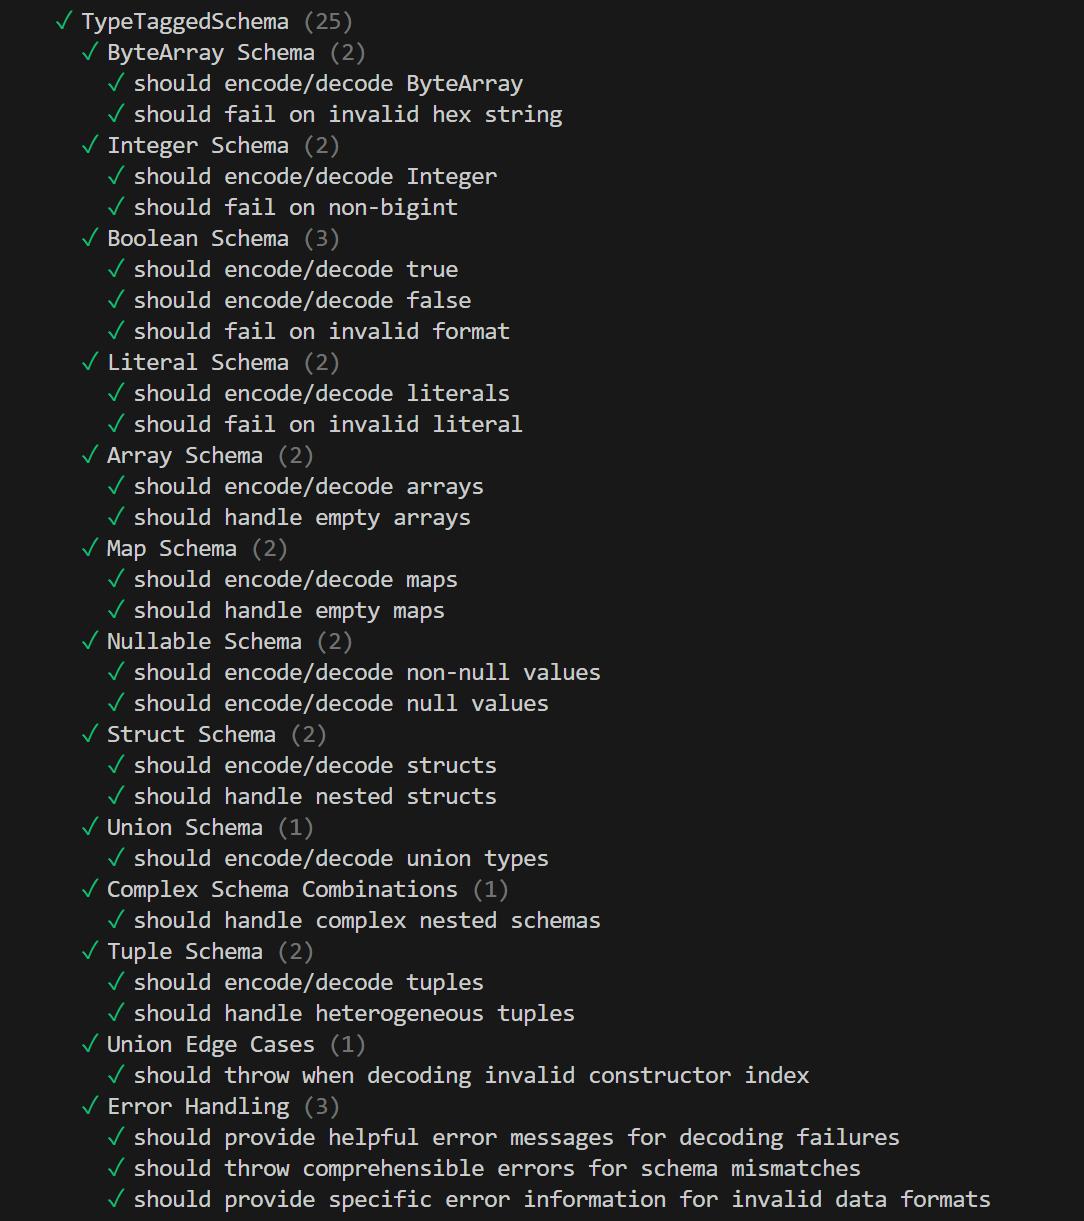 ✓ TypeTaggedSchema (25)
✓ ByteArray Schema (2)
✓ should encode/decode ByteArray
✓ should fail on invalid hex string
✓ Integer Schema (2)
✓ should encode/decode Integer
✓ should fail on non-bigint
✓ Boolean Schema (3)
✓ should encode/decode true
✓ should encode/decode false
✓ should fail on invalid format
✓ Literal Schema (2)
✓ should encode/decode literals
✓ should fail on invalid literal
✓ Array Schema (2)
✓ should encode/decode arrays
✓ should handle empty arrays
✓ Map Schema (2)
✓ should encode/decode maps
✓ should handle empty maps
✓ Nullable Schema (2)
✓ should encode/decode non-null values
✓ should encode/decode null values
✓ Struct Schema (2)
✓ should encode/decode structs
✓ should handle nested structs
✓ Union Schema (1)
✓ should encode/decode union types
✓ Complex Schema Combinations (1)
✓ should handle complex nested schemas
✓ Tuple Schema (2)
✓ should encode/decode tuples
✓ should handle heterogeneous tuples
✓ Union Edge Cases (1)
✓ should throw when decoding invalid constructor index
✓ Error Handling (3)
✓ should provide helpful error messages for decoding failures
✓ should throw comprehensible errors for schema mismatches
✓ should provide specific error information for invalid data formats